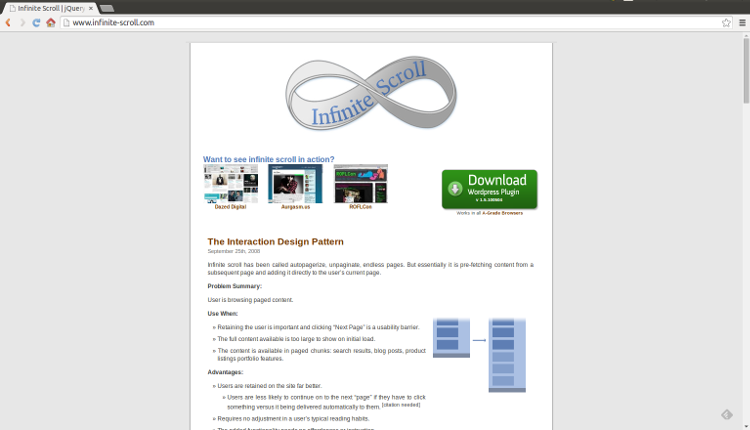 Infinite Scroll | jQuery
www.infinite-scroll.com
Infinite Scroll
Want to see infinite scroll in action?
Dazed Digital
Aurgasm.us
ROFLCon
Download
Wordpress Plugin
Works in all A-Grade Browsers
The Interaction Design Pattern
September 25th, 2008
Infinite scroll has been called autopagerize, unpaginate, endless pages. But essentially it is pre-fetching content from a
subsequent page and adding it directly to the user's current page.
Problem Summary:
User is browsing paged content.
Use When:
» Retaining the user is important and clicking “Next Page” is a usability barrier.
» The full content available is too large to show on initial load.
» The content is available in paged chunks: search results, blog posts, product
listings portfolio features.
Advantages:
» Users are retained on the site far better.
» Users are less likely to continue on to the next “page” if they have to click
something versus it being delivered automatically to them. [citation needed]
» Requires no adjustment in a user's typical reading habits.